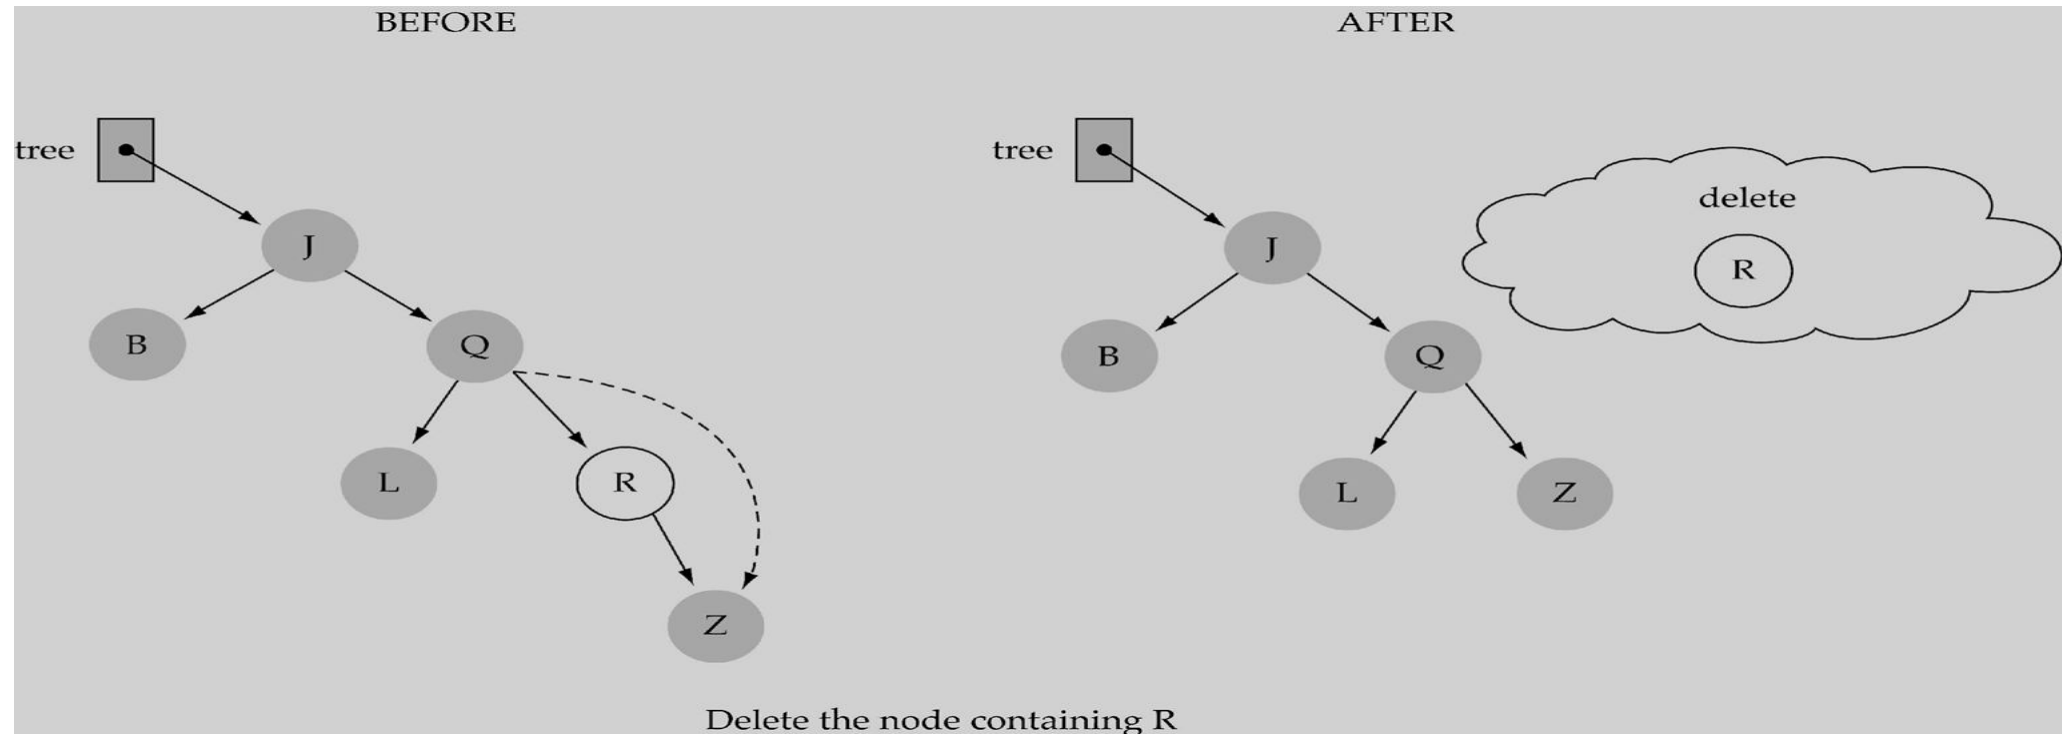 BEFORE
AFTER
tree
J
B
Q
L
R
Z
tree
J
B
Q
L
Z
delete
R
Delete the node containing R